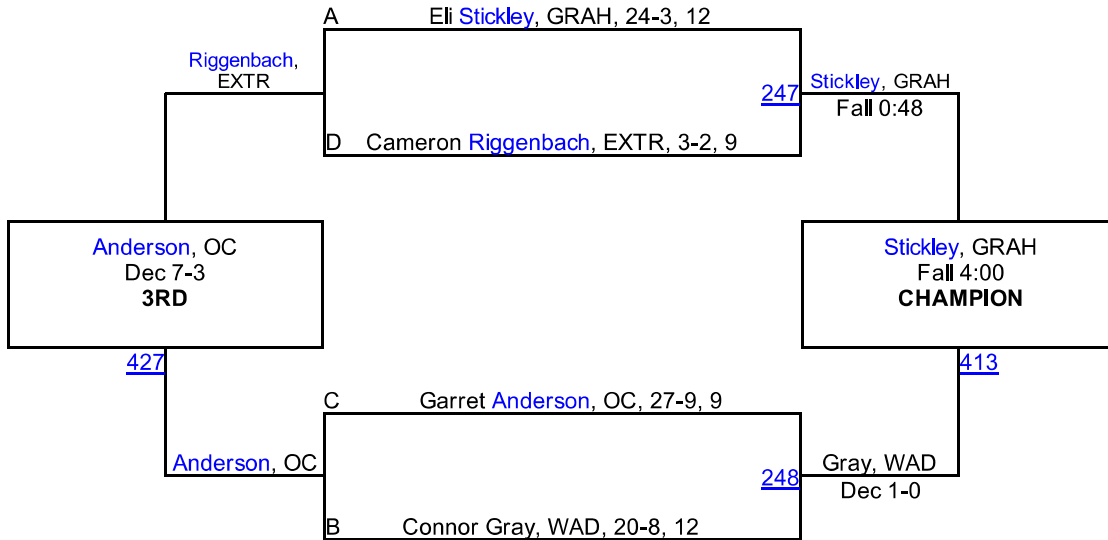 A Eli Stickley, GRAH, 24-3, 12
Riggenbach,
EXTR
247
Stickley, GRAH
Fall 0:48
D Cameron Riggenbach, EXTR, 3-2, 9
Anderson, OC
Dec 7-3
3RD
Stickley, GRAH
Fall 4:00
CHAMPION
427
413
C Garret Anderson, OC, 27-9, 9
Anderson, OC
248
Gray, WAD
Dec 1-0
B Connor Gray, WAD, 20-8, 12